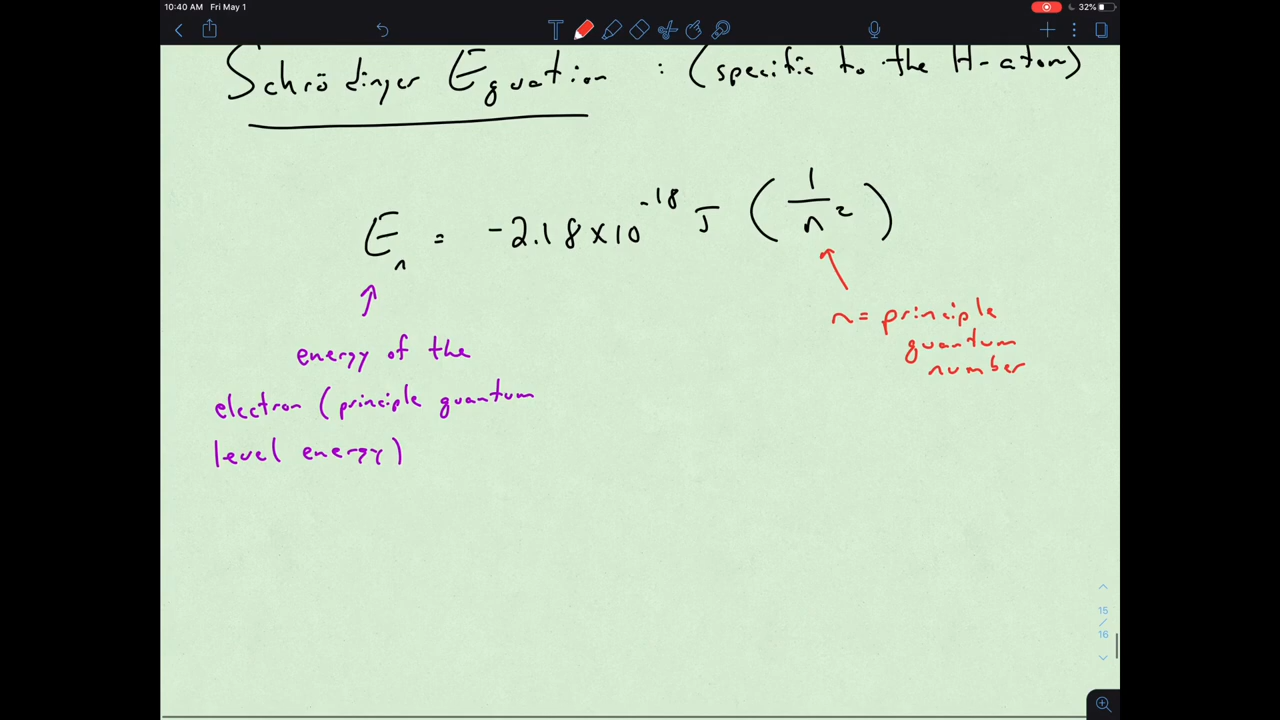 10:40 AM Fri May 1
32%
Schrödinger Equation : (specific to the H-atom)
Eₙ = -2.18 x 10⁻¹⁸ J (1/n²)
n = principle
quantum
number
energy of the
electron (principle quantum
level energy)
15
/
16